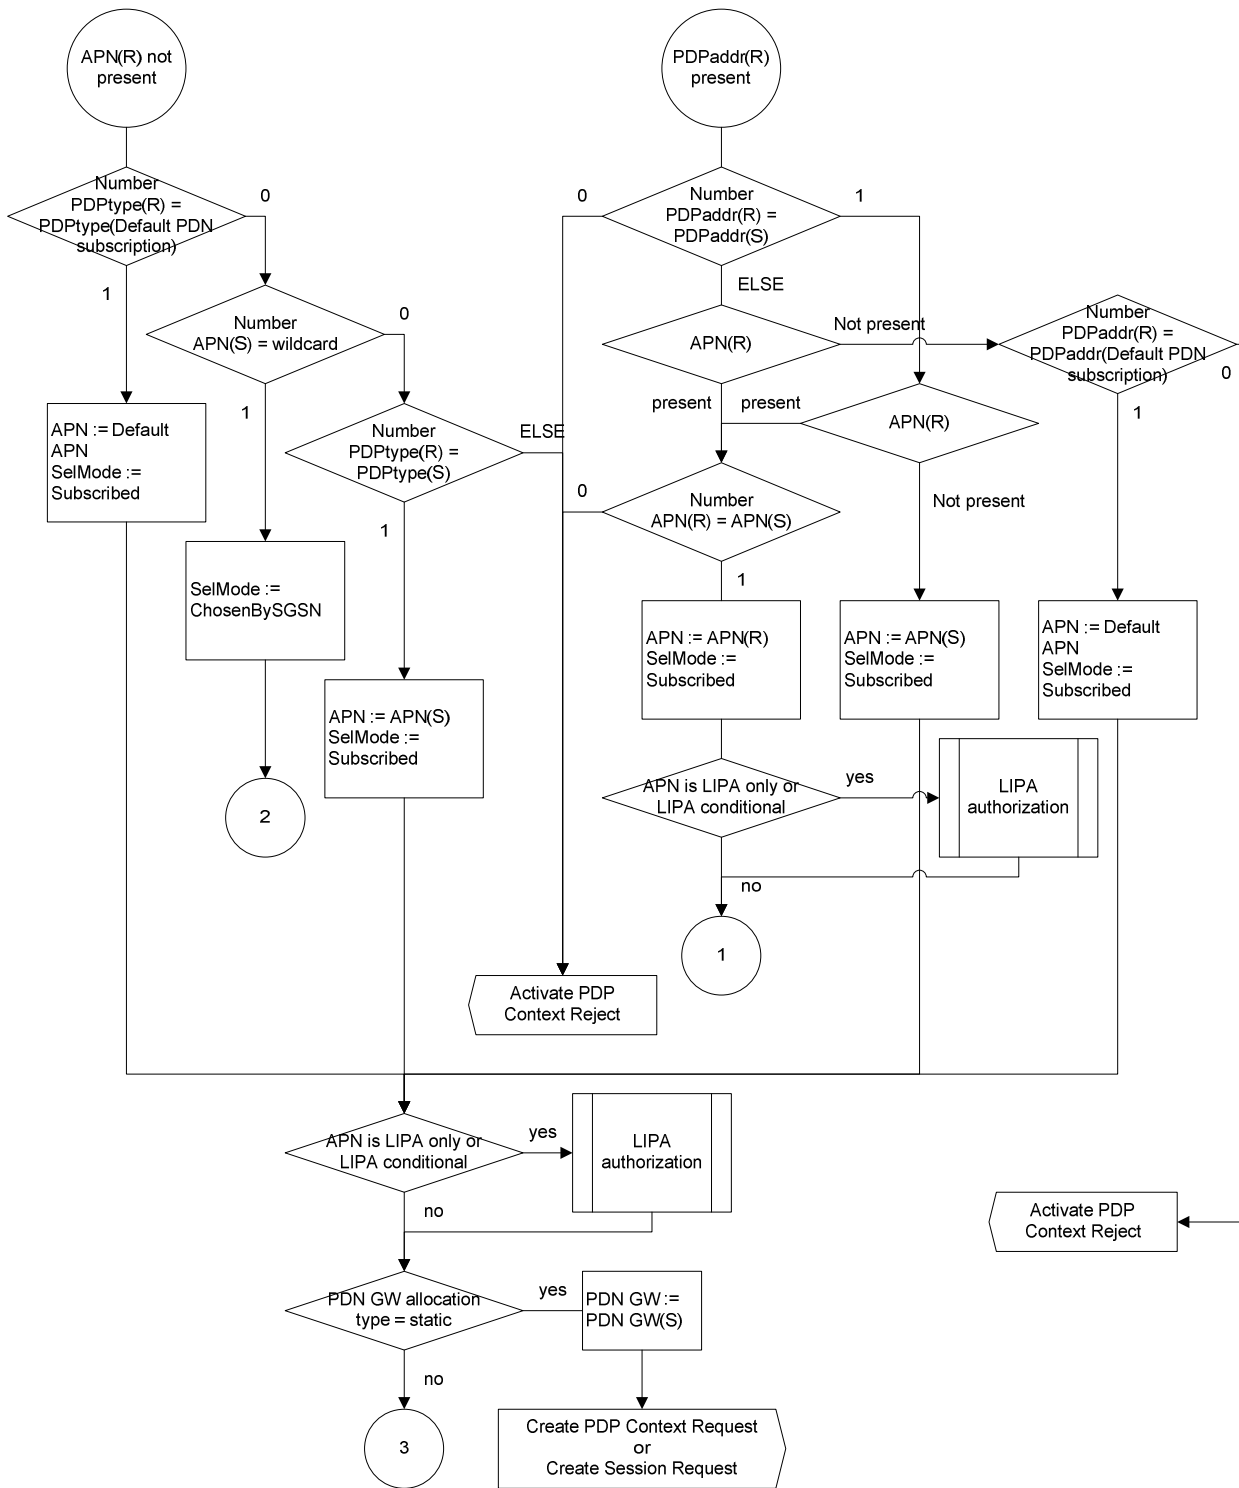 APN(R) not
present
PDPaddr(R)
present
Number
PDPtype(R) =
PDPtype(Default PDN
subscription)
0
1
0
Number
PDPaddr(R) =
PDPaddr(S)
1
ELSE
Number
APN(S) = wildcard
0
1
APN(R)
Not present
Number
PDPaddr(R) =
PDPaddr(Default PDN
subscription)
0
1
present
present
APN(R)
Not present
APN := Default
APN
SelMode :=
Subscribed
Number
PDPtype(R) =
PDPtype(S)
ELSE
1
0
Number
APN(R) = APN(S)
1
SelMode :=
ChosenBySGSN
APN := APN(R)
SelMode :=
Subscribed
APN := APN(S)
SelMode :=
Subscribed
APN := Default
APN
SelMode :=
Subscribed
APN := APN(S)
SelMode :=
Subscribed
2
APN is LIPA only or
LIPA conditional
yes
LIPA
authorization
no
1
Activate PDP
Context Reject
APN is LIPA only or
LIPA conditional
yes
LIPA
authorization
no
Activate PDP
Context Reject
PDN GW allocation
type = static
yes
PDN GW :=
PDN GW(S)
no
3
Create PDP Context Request
or
Create Session Request